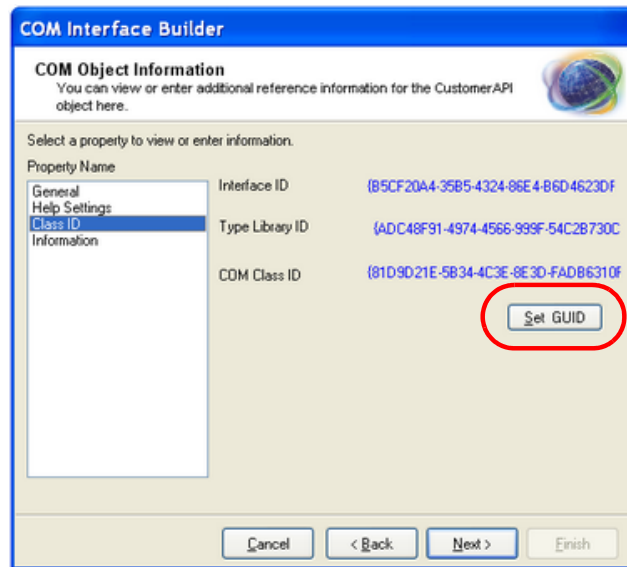 COM Interface Builder
COM Object Information
You can view or enter additional reference information for the CustomerAPI
object here.
Select a property to view or enter information.
Property Name
General
Help Settings
Class ID
Information
Interface ID {B5CF20A4-35B5-4324-86E4-B6D4623DF
Type Library ID {ADC48F91-4974-4566-999F-54C2B730C
COM Class ID {81D9D21E-5B34-4C3E-8E3D-FADB6310F
Set GUID
Cancel
< Back
Next >
Finish